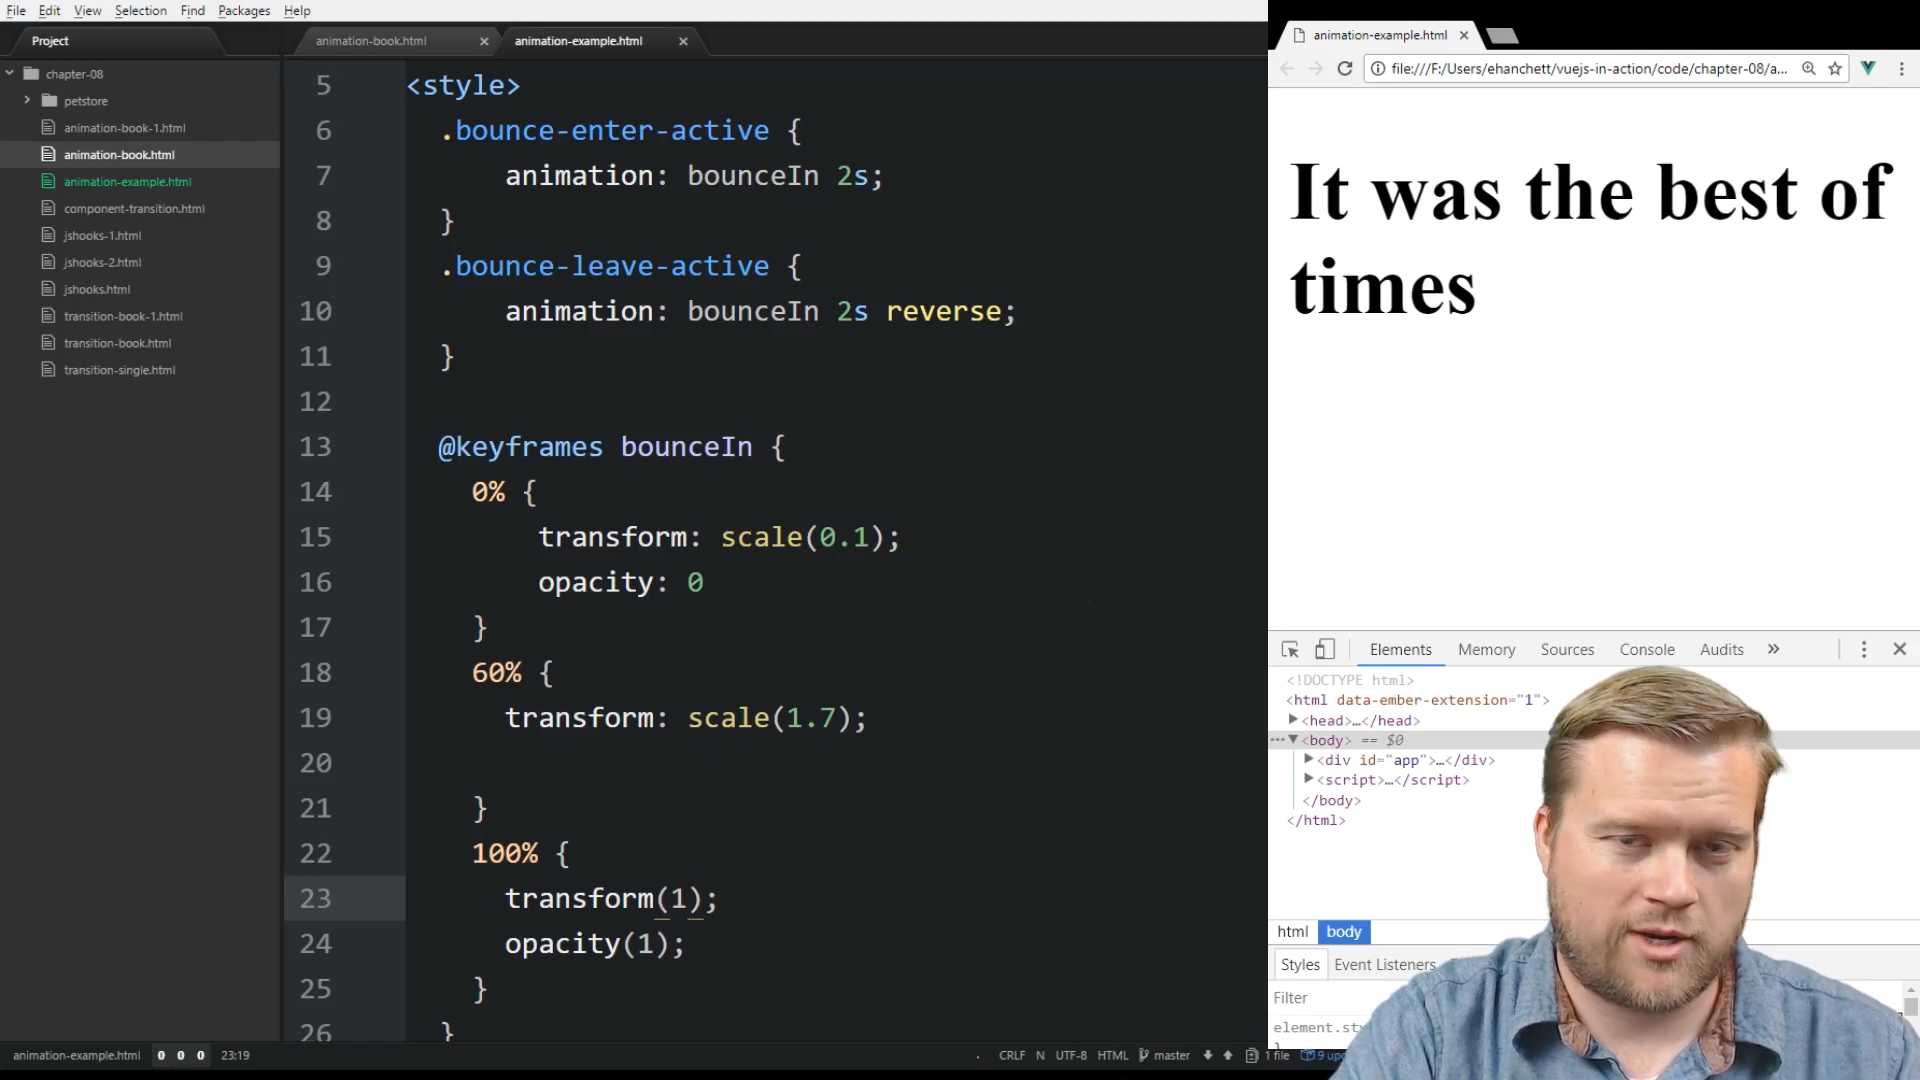 File Edit View Selection Find Packages Help
Project
animation-book.html
animation-example.html
chapter-08
petstore
animation-book-1.html
animation-book.html
animation-example.html
component-transition.html
jshooks-1.html
jshooks-2.html
jshooks.html
transition-book-1.html
transition-book.html
transition-single.html
5 <style>
6 .bounce-enter-active {
7 animation: bounceIn 2s;
8 }
9 .bounce-leave-active {
10 animation: bounceIn 2s reverse;
11 }
12
13 @keyframes bounceIn {
14 0% {
15 transform: scale(0.1);
16 opacity: 0
17 }
18 60% {
19 transform: scale(1.7);
20
21 }
22 100% {
23 transform(1);
24 opacity(1);
25 }
26 }
animation-example.html 0 0 0 23:19
CRLF N UTF-8 HTML master 1 file 9
animation-example.html
file:///F:/Users/ehanchett/vuejs-in-action/code/chapter-08/a...
It was the best of
times
Elements Memory Sources Console Audits »
<!DOCTYPE html>
<html data-ember-extension="1">
<head>…</head>
<body> == $0
<div id="app">…</div>
<script>…</script>
</body>
</html>
html body
Styles Event Listeners
Filter